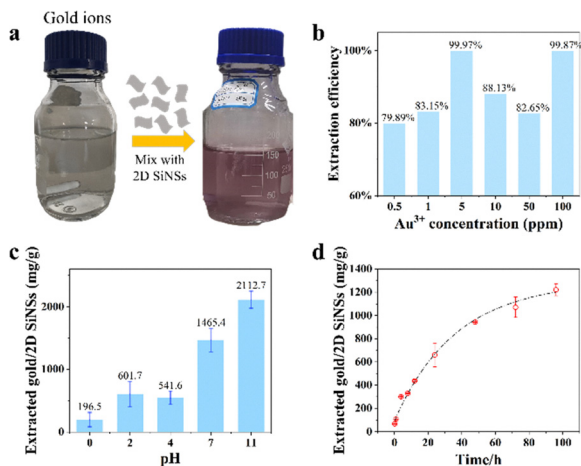 a
Gold ions
Mix with
2D SiNSs
150
100
50
b
Extraction efficiency
100%
80%
60%
79.89%
83.15%
99.97%
88.13%
82.65%
99.87%
0.5 1 5 10 50 100
Au³⁺ concentration (ppm)
c
Extracted gold/2D SiNSs (mg/g)
2000
1000
0
196.5
601.7
541.6
1465.4
2112.7
0 2 4 7 11
pH
d
Extracted gold/2D SiNSs (mg/g)
1400
1200
1000
800
600
400
200
0
0 20 40 60 80 100
Time/h